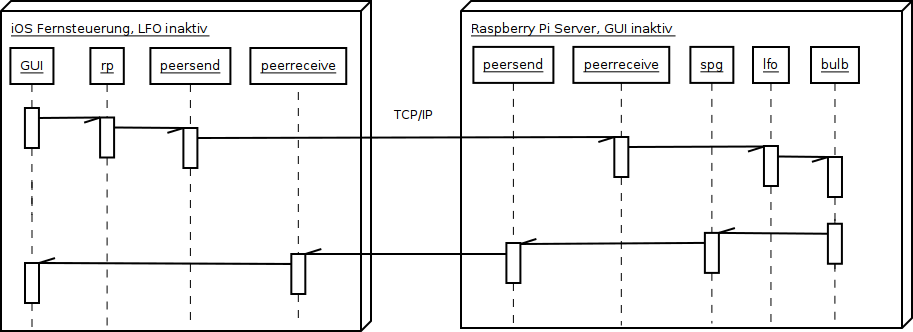 iOS Fernsteuerung, LFO inaktiv
GUI
rp
peersend
peerreceive
TCP/IP
Raspberry Pi Server, GUI inaktiv
peersend
peerreceive
spg
lfo
bulb